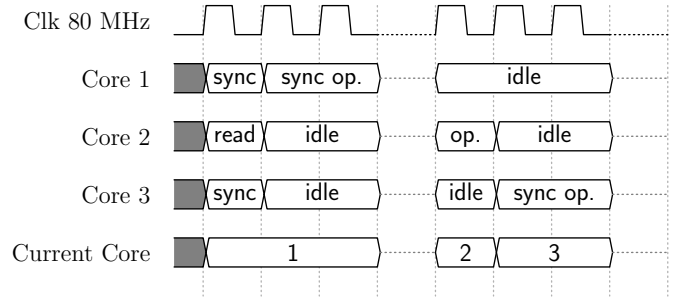 Clk 80 MHz
Core 1 sync sync op. idle
Core 2 read idle op. idle
Core 3 sync idle idle sync op.
Current Core 1 2 3